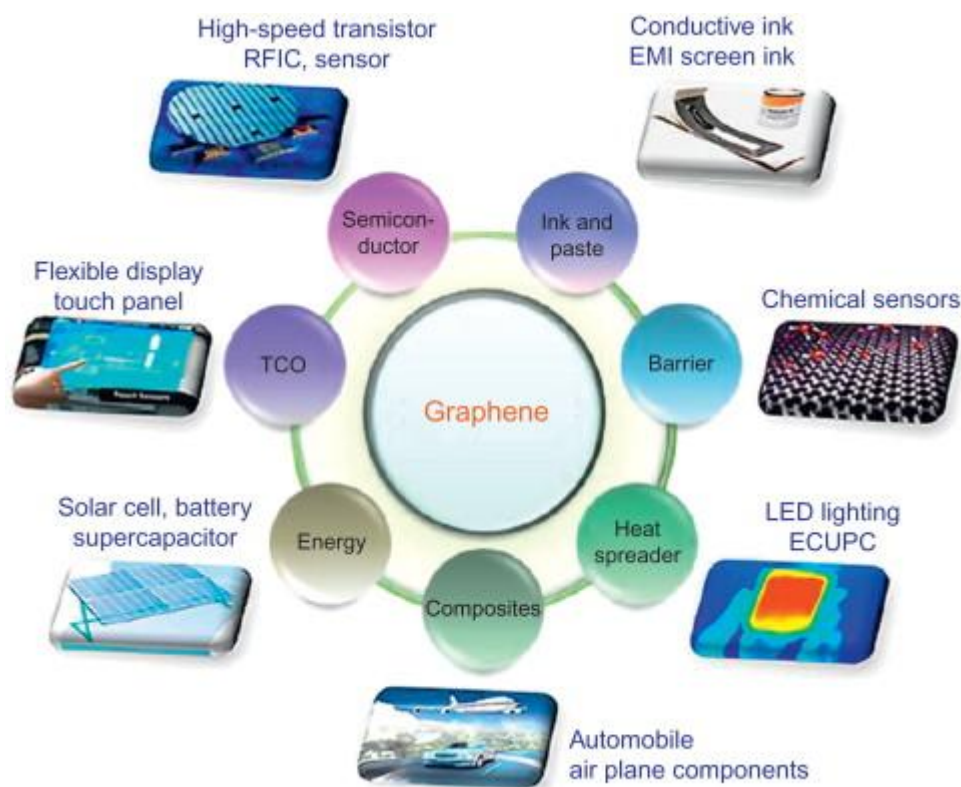 High-speed transistor
RFIC, sensor
Conductive ink
EMI screen ink
Semicon-
ductor
Ink and
paste
Flexible display
touch panel
Chemical sensors
TCO
Barrier
Touch Sensors
Graphene
Solar cell, battery
supercapacitor
Energy
Heat
spreader
LED lighting
ECUPC
Composites
Automobile
air plane components